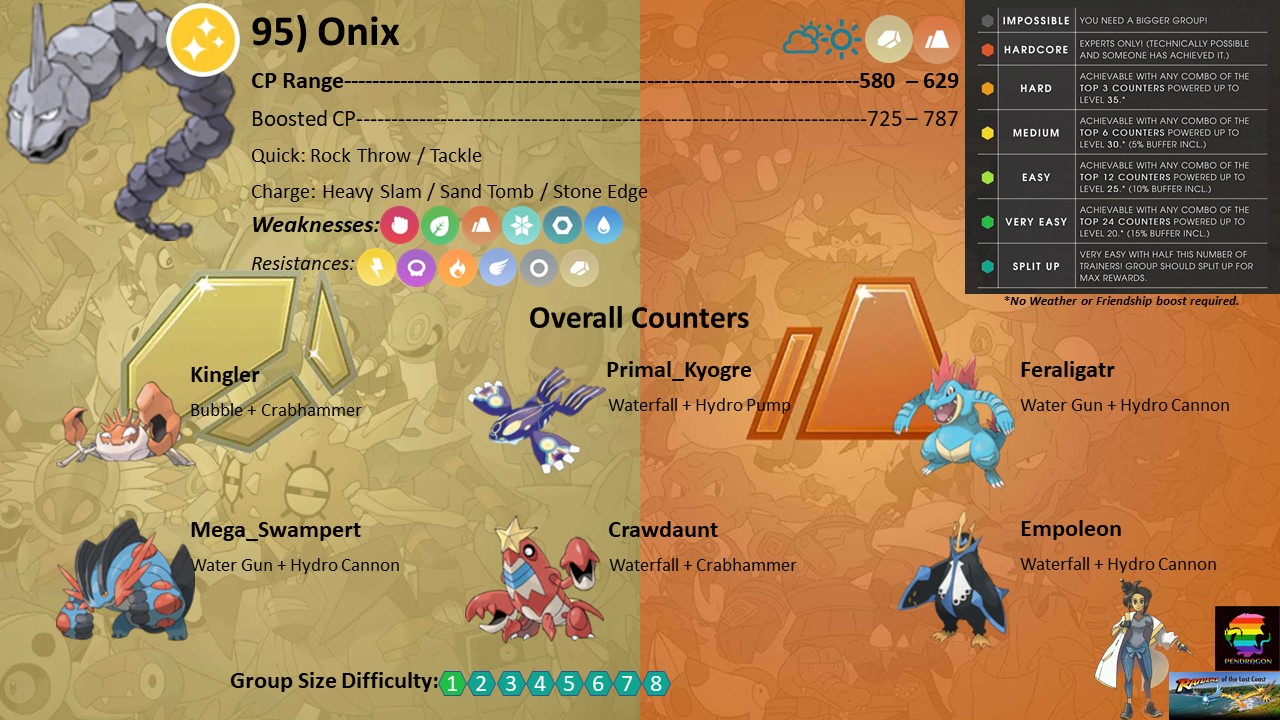 95) Onix
CP Range-----580 – 629
Boosted CP-----725 – 787
Quick: Rock Throw / Tackle
Charge: Heavy Slam / Sand Tomb / Stone Edge
Weaknesses:
Resistances:
IMPOSSIBLE YOU NEED A BIGGER GROUP!
HARDCORE EXPERTS ONLY! (TECHNICALLY POSSIBLE
AND SOMEONE HAS ACHIEVED IT.)
HARD ACHIEVABLE WITH ANY COMBO OF THE
TOP 3 COUNTERS POWERED UP TO
LEVEL 35.*
MEDIUM ACHIEVABLE WITH ANY COMBO OF THE
TOP 6 COUNTERS POWERED UP TO
LEVEL 30.* (5% BUFFER INCL.)
EASY ACHIEVABLE WITH ANY COMBO OF THE
TOP 12 COUNTERS POWERED UP TO
LEVEL 25.* (10% BUFFER INCL.)
VERY EASY ACHIEVABLE WITH ANY COMBO OF THE
TOP 24 COUNTERS POWERED UP TO
LEVEL 20.* (15% BUFFER INCL.)
SPLIT UP VERY EASY WITH HALF THIS NUMBER OF
TRAINERS! GROUP SHOULD SPLIT UP FOR
MAX REWARDS.
*No Weather or Friendship boost required.
Overall Counters
Kingler
Bubble + Crabhammer
Primal_Kyogre
Waterfall + Hydro Pump
Feraligatr
Water Gun + Hydro Cannon
Mega_Swampert
Water Gun + Hydro Cannon
Crawdaunt
Waterfall + Crabhammer
Empoleon
Waterfall + Hydro Cannon
Group Size Difficulty: 1 2 3 4 5 6 7 8
PENDRAGON
RAIDERS of the Lost Coast